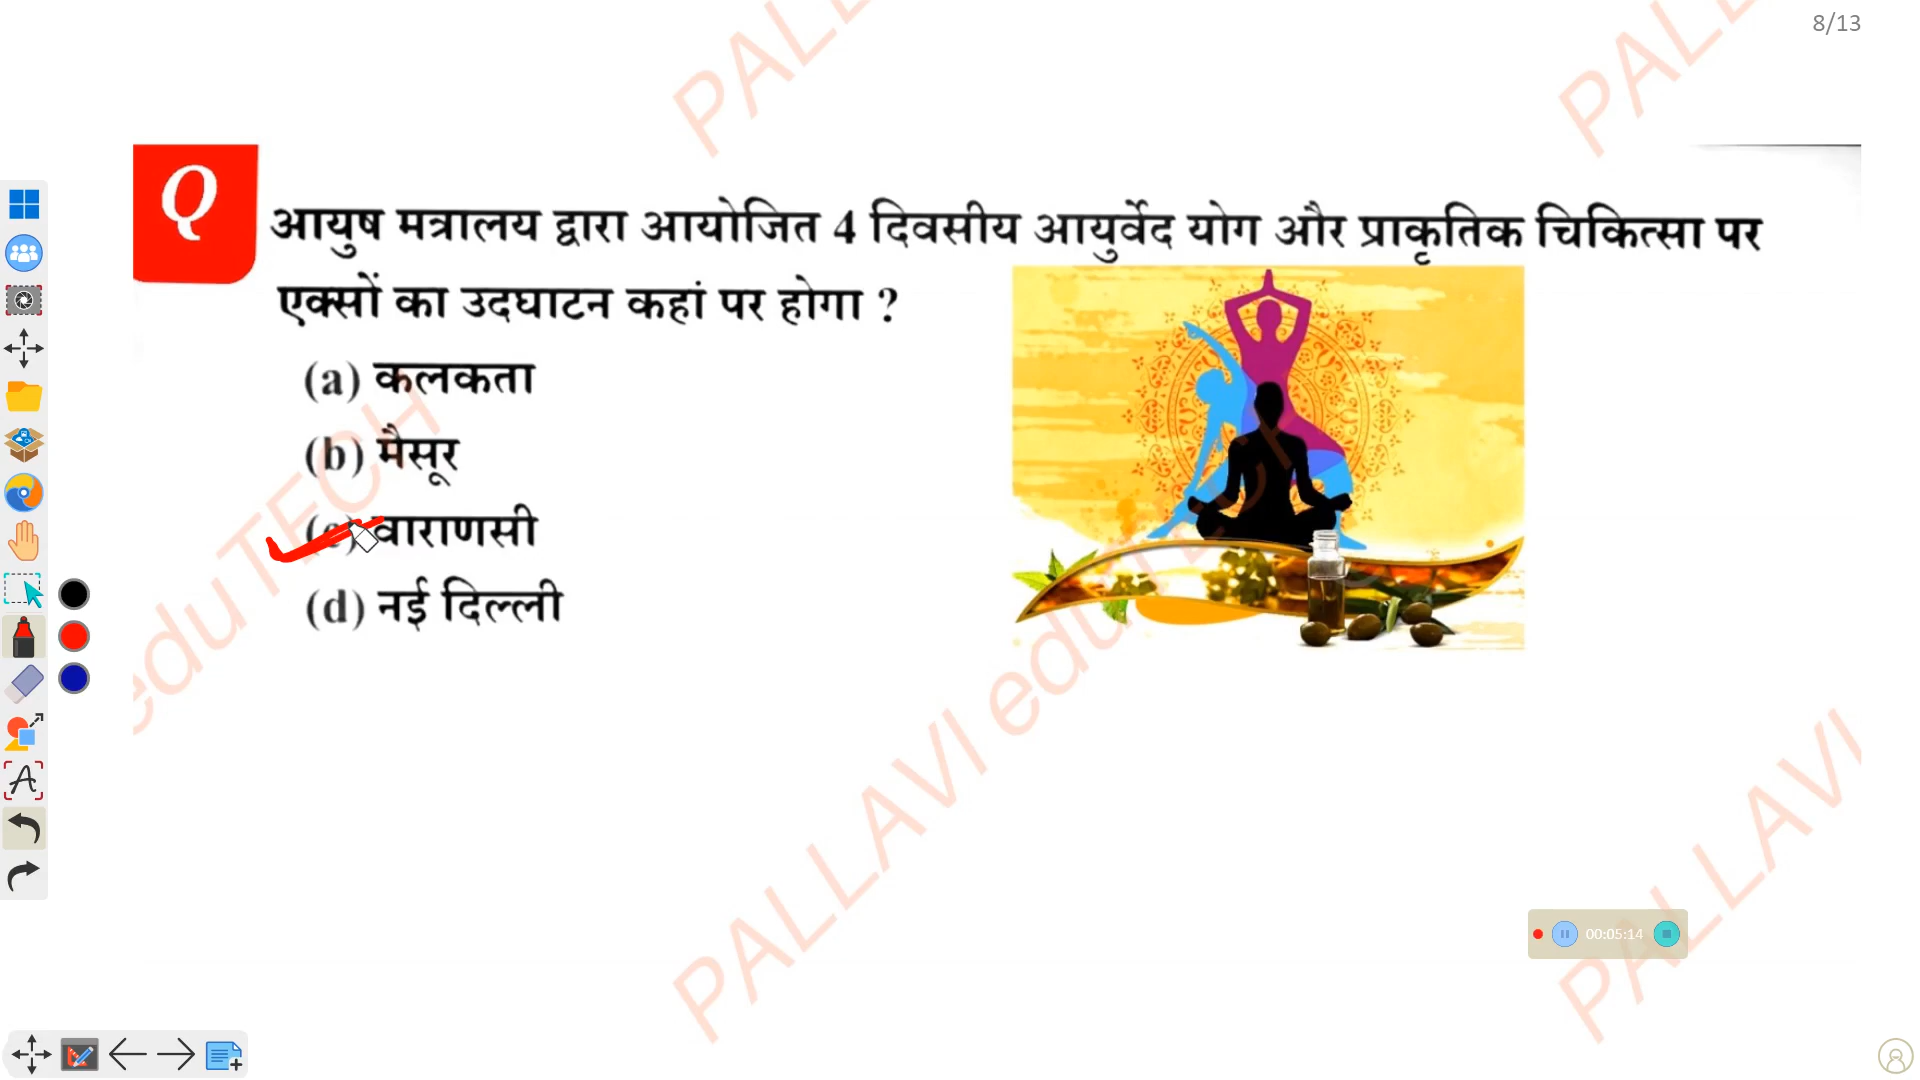 8/13
Q
आयुष मत्रालय द्वारा आयोजित 4 दिवसीय आयुर्वेद योग और प्राकृतिक चिकित्सा पर
एक्सों का उदघाटन कहां पर होगा ?
(a) कलकता
(b) मैसूर
(c) वाराणसी
(d) नई दिल्ली
PALLAVI eduTECH
00:05:14